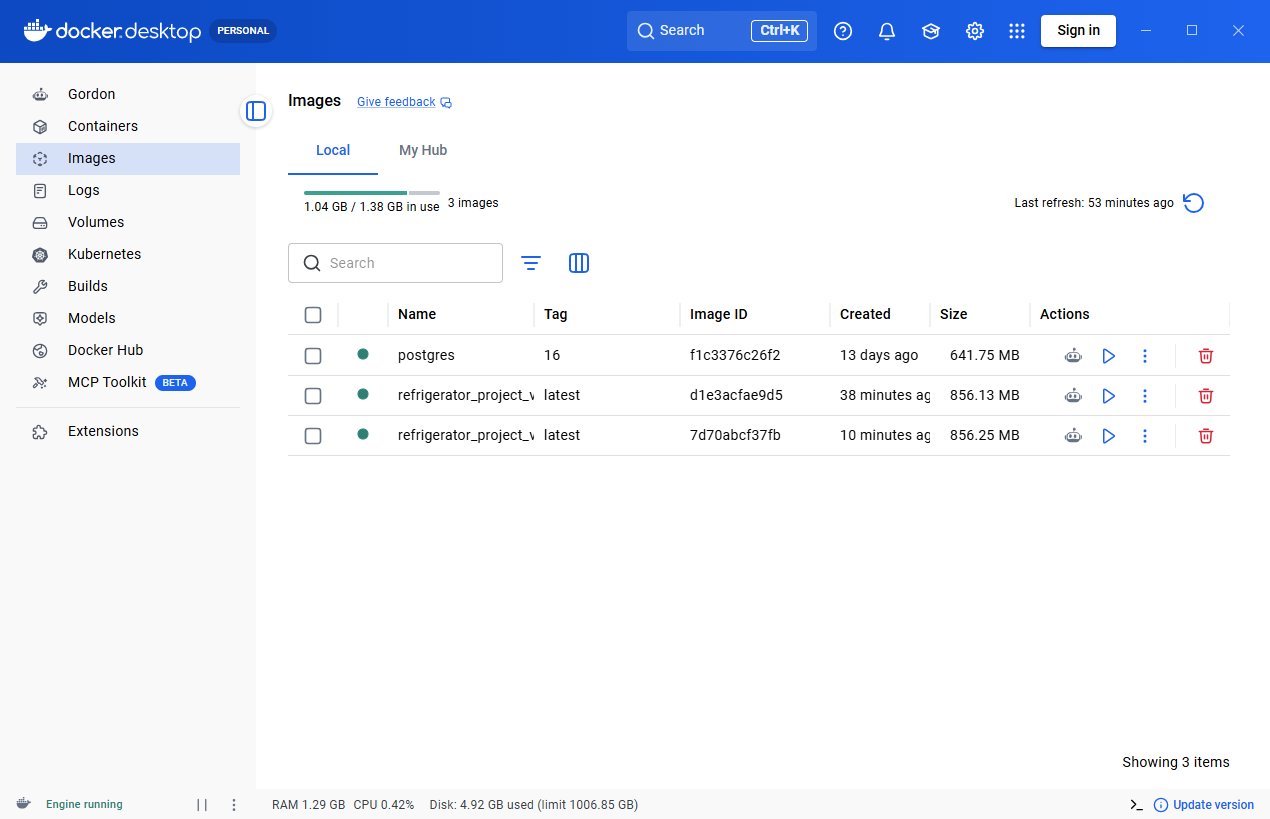 docker.desktop PERSONAL Search Ctrl+K Sign in
Gordon
Containers
Images
Logs
Volumes
Kubernetes
Builds
Models
Docker Hub
MCP Toolkit BETA
Extensions
Images Give feedback
Local My Hub
1.04 GB / 1.38 GB in use 3 images Last refresh: 53 minutes ago
Search
Name Tag Image ID Created Size Actions
postgres 16 f1c3376c26f2 13 days ago 641.75 MB
refrigerator_project_v latest d1e3acfae9d5 38 minutes ag 856.13 MB
refrigerator_project_v latest 7d70abcf37fb 10 minutes ag 856.25 MB
Showing 3 items
Engine running RAM 1.29 GB CPU 0.42% Disk: 4.92 GB used (limit 1006.85 GB) Update version